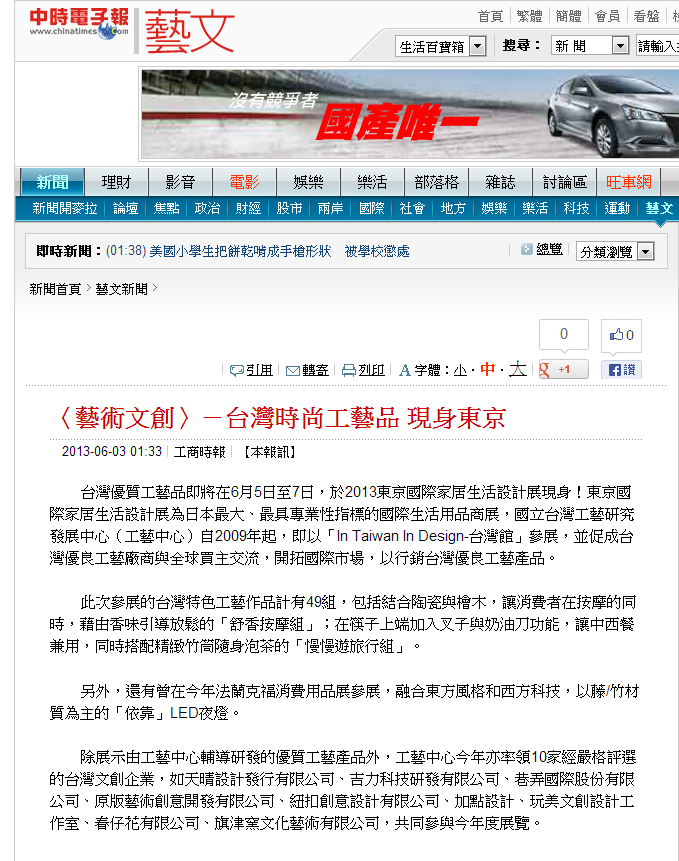 中時電子報
www.chinatimes.com
藝文
首頁 繁體 簡體 會員 看盤
生活百寶箱 搜尋： 新聞 請輸入
沒有競爭者
國產唯一
新聞 理財 影音 電影 娛樂 樂活 部落格 雜誌 討論區 旺車網
新聞開麥拉 論壇 焦點 政治 財經 股市 兩岸 國際 社會 地方 娛樂 樂活 科技 運動 藝文
即時新聞：(01:38) 美國小學生把餅乾啃成手槍形狀 被學校懲處 總覽 分類瀏覽
新聞首頁 > 藝文新聞 >
0 0
引用 轉寄 列印 A 字體：小．中．大 g +1 讚
〈藝術文創〉－台灣時尚工藝品 現身東京
2013-06-03 01:33 工商時報 【本報訊】
台灣優質工藝品即將在6月5日至7日，於2013東京國際家居生活設計展現身！東京國
際家居生活設計展為日本最大、最具專業性指標的國際生活用品商展，國立台灣工藝研究
發展中心（工藝中心）自2009年起，即以「In Taiwan In Design-台灣館」參展，並促成台
灣優良工藝廠商與全球買主交流，開拓國際市場，以行銷台灣優良工藝產品。
此次參展的台灣特色工藝作品計有49組，包括結合陶瓷與檜木，讓消費者在按摩的同
時，藉由香味引導放鬆的「舒香按摩組」；在筷子上端加入叉子與奶油刀功能，讓中西餐
兼用，同時搭配精緻竹筒隨身泡茶的「慢慢遊旅行組」。
另外，還有曾在今年法蘭克福消費用品展參展，融合東方風格和西方科技，以藤/竹材
質為主的「依靠」LED夜燈。
除展示由工藝中心輔導研發的優質工藝產品外，工藝中心今年亦率領10家經嚴格評選
的台灣文創企業，如天晴設計發行有限公司、吉力科技研發有限公司、巷弄國際股份有限
公司、原版藝術創意開發有限公司、紐扣創意設計有限公司、加點設計、玩美文創設計工
作室、春仔花有限公司、旗津窯文化藝術有限公司，共同參與今年度展覽。